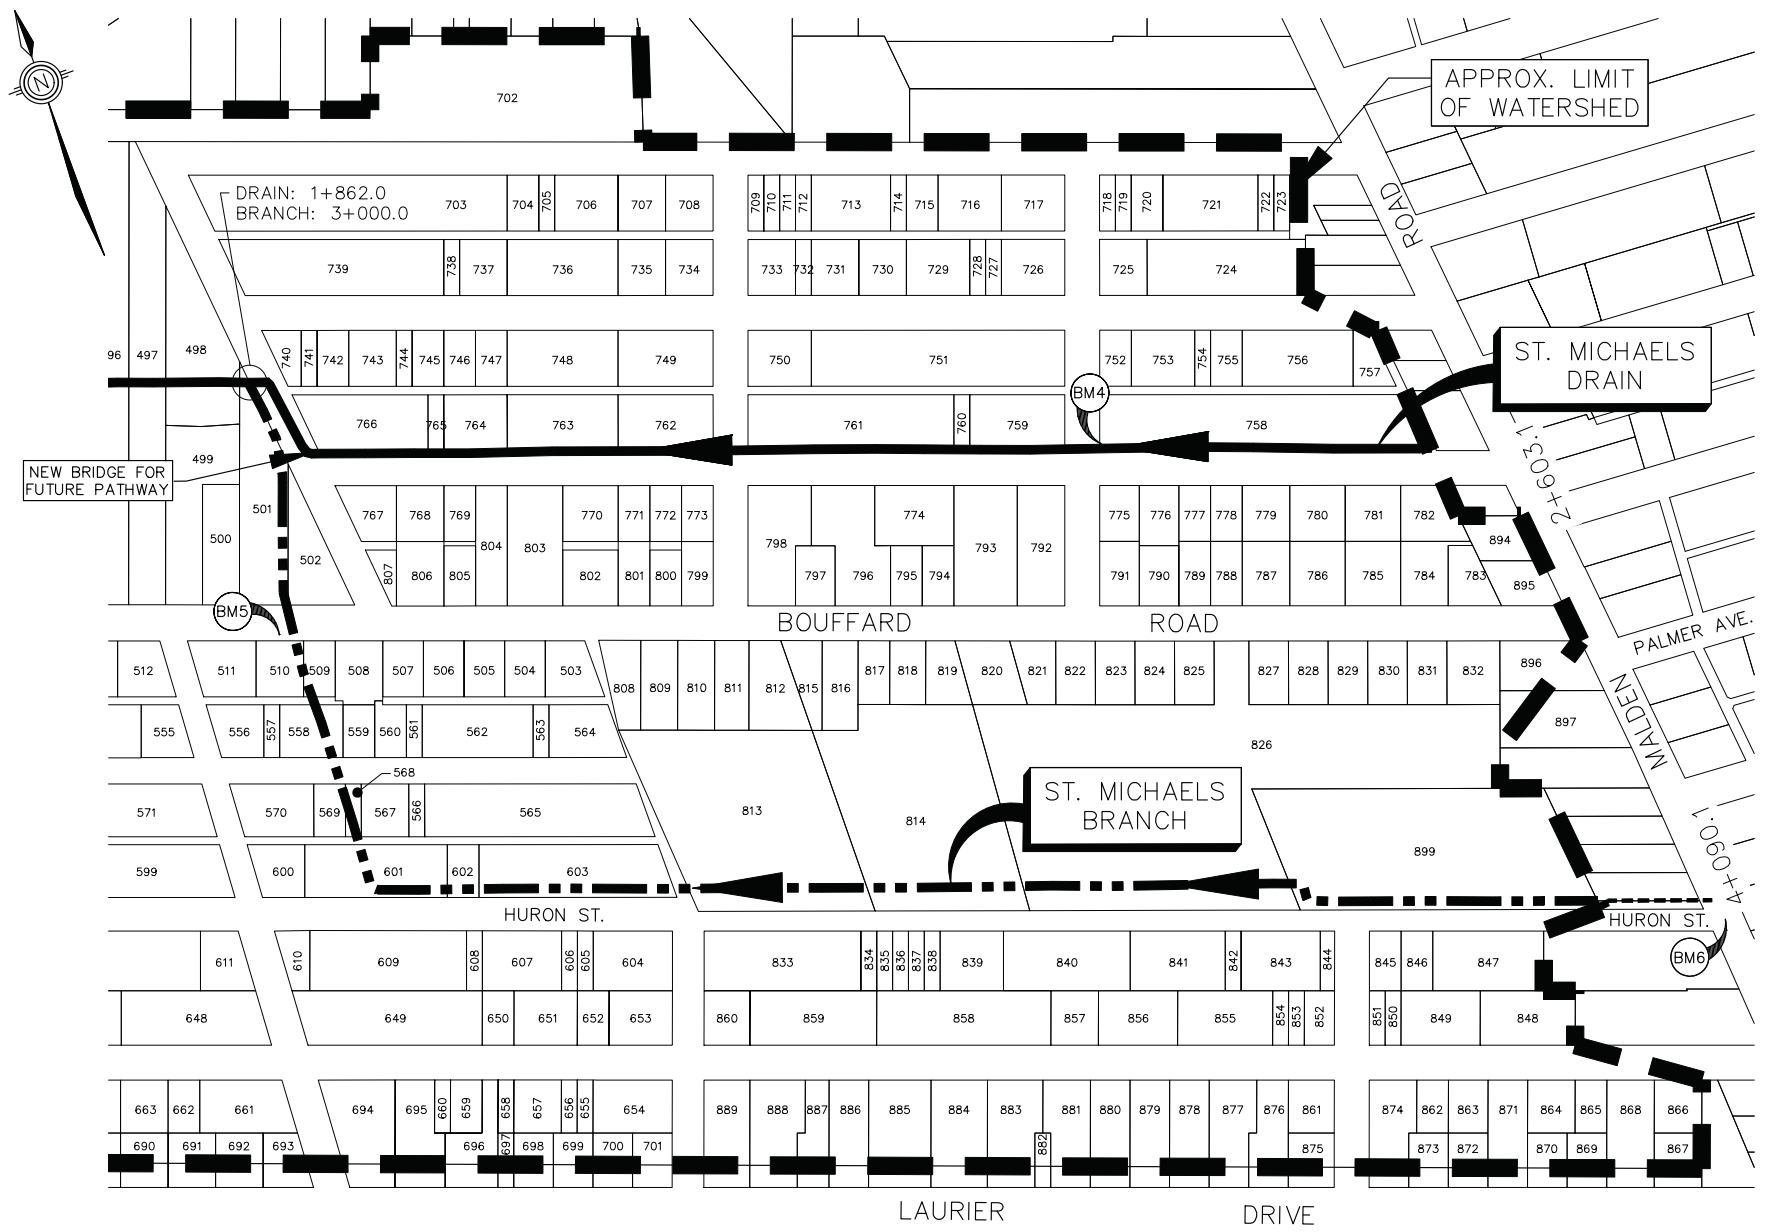 N
702
APPROX. LIMIT
OF WATERSHED
DRAIN: 1+862.0
BRANCH: 3+000.0
703 704 705 706 707 708 709 710 711 712 713 714 715 716 717 718 719 720 721 722 723
ROAD
739 738 737 736 735 734 733 732 731 730 729 728 727 726 725 724
96 497 498 740 741 742 743 744 745 746 747 748 749 750 751 752 753 754 755 756 757
ST. MICHAELS
DRAIN
BM4
766 765 764 763 762 761 760 759 758
499
NEW BRIDGE FOR
FUTURE PATHWAY
2+603.1
501 767 768 769 770 771 772 773 774 775 776 777 778 779 780 781 782
500 502 804 803 798 793 792 894
807 806 805 802 801 800 799 797 796 795 794 791 790 789 788 787 786 785 784 783 895
BM5
BOUFFARD ROAD
PALMER AVE.
512 511 510 509 508 507 506 505 504 503 808 809 810 811 812 815 816 817 818 819 820 821 822 823 824 825 827 828 829 830 831 832 896
MALDEN
555 556 557 558 559 560 561 562 563 564 826 897
568
571 570 569 567 566 565 813 814
ST. MICHAELS
BRANCH
899
4+090.1
599 600 601 602 603
HURON ST.
HURON ST.
BM6
611 610 609 608 607 606 605 604 833 834 835 836 837 838 839 840 841 842 843 844 845 846 847
648 649 650 651 652 653 860 859 858 857 856 855 854 853 852 851 850 849 848
663 662 661 694 695 660 659 658 657 656 655 654 889 888 887 886 885 884 883 881 880 879 878 877 876 861 874 862 863 871 864 865 868 866
690 691 692 693 696 697 698 699 700 701 882 875 873 872 870 869 867
LAURIER DRIVE